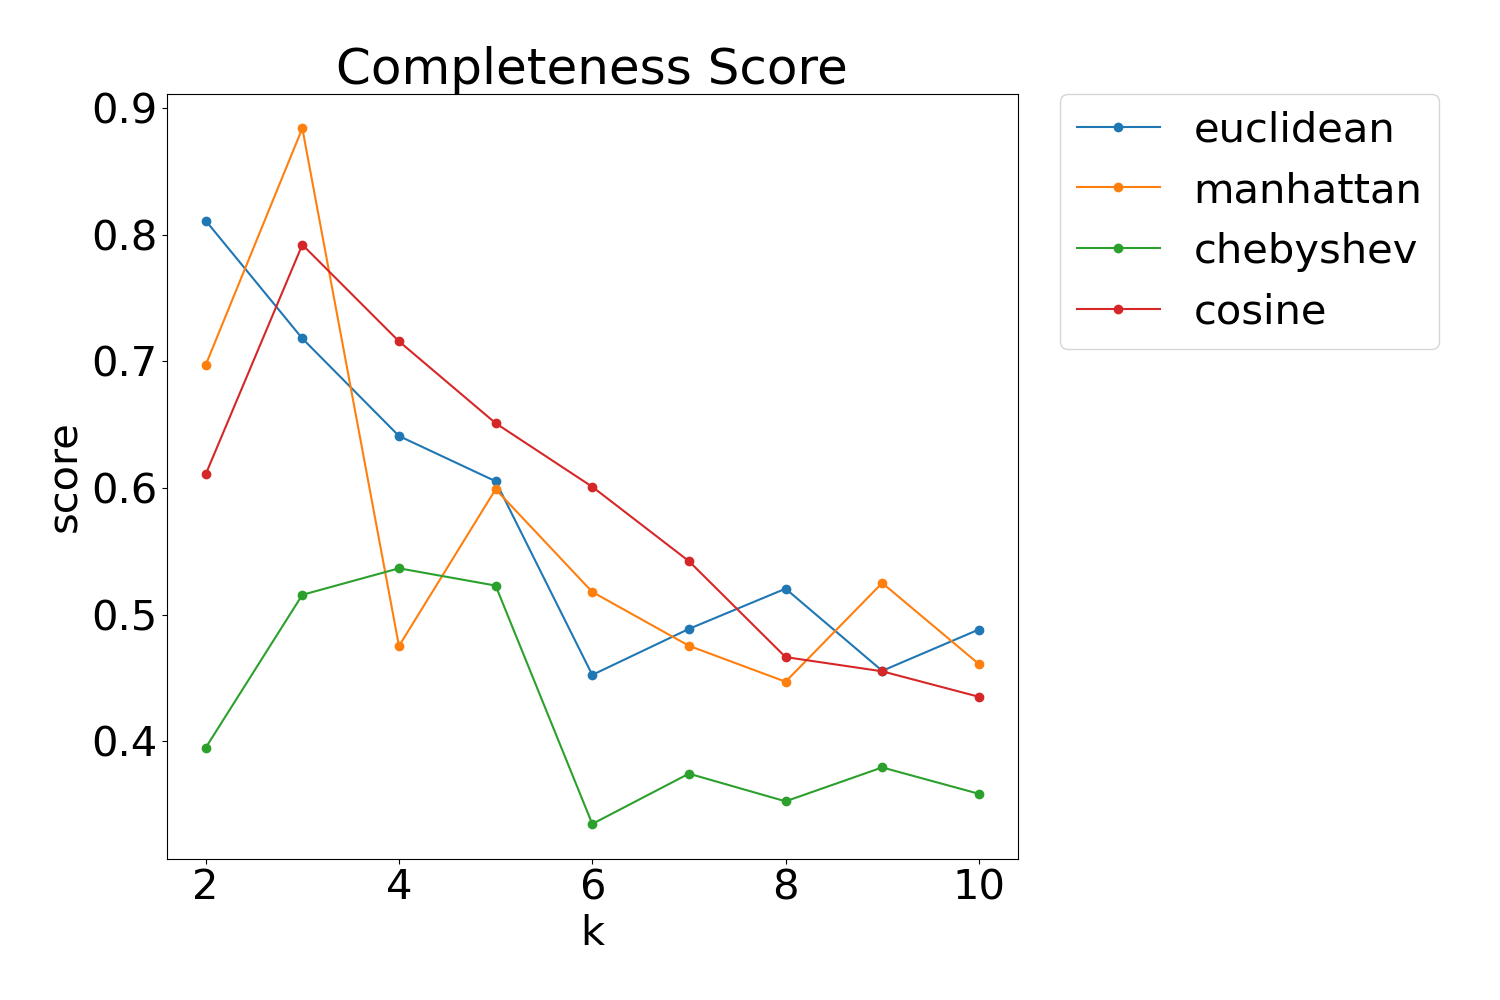 Completeness Score
0.9
0.8
0.7
0.6
0.5
0.4
score
2 4 6 8 10
k
euclidean
manhattan
chebyshev
cosine